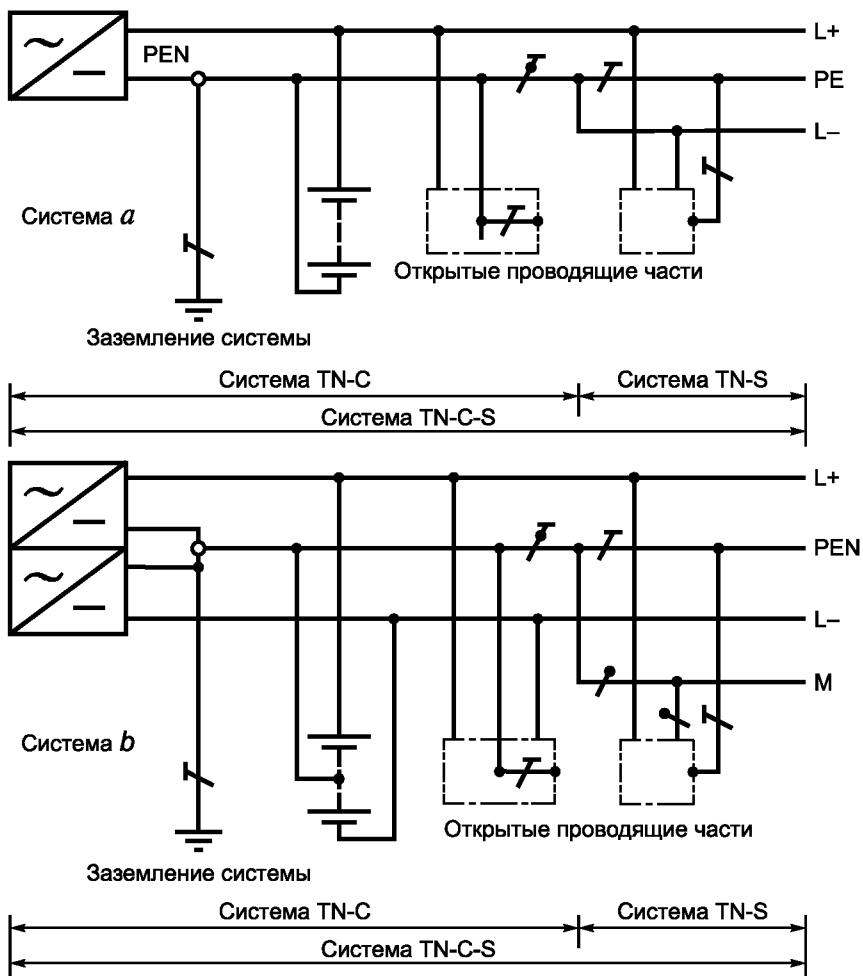 L+
PEN
PE
L–
Система a
Открытые проводящие части
Заземление системы
Система TN-C
Система TN-S
Система TN-C-S
L+
PEN
L–
M
Система b
Открытые проводящие части
Заземление системы
Система TN-C
Система TN-S
Система TN-C-S